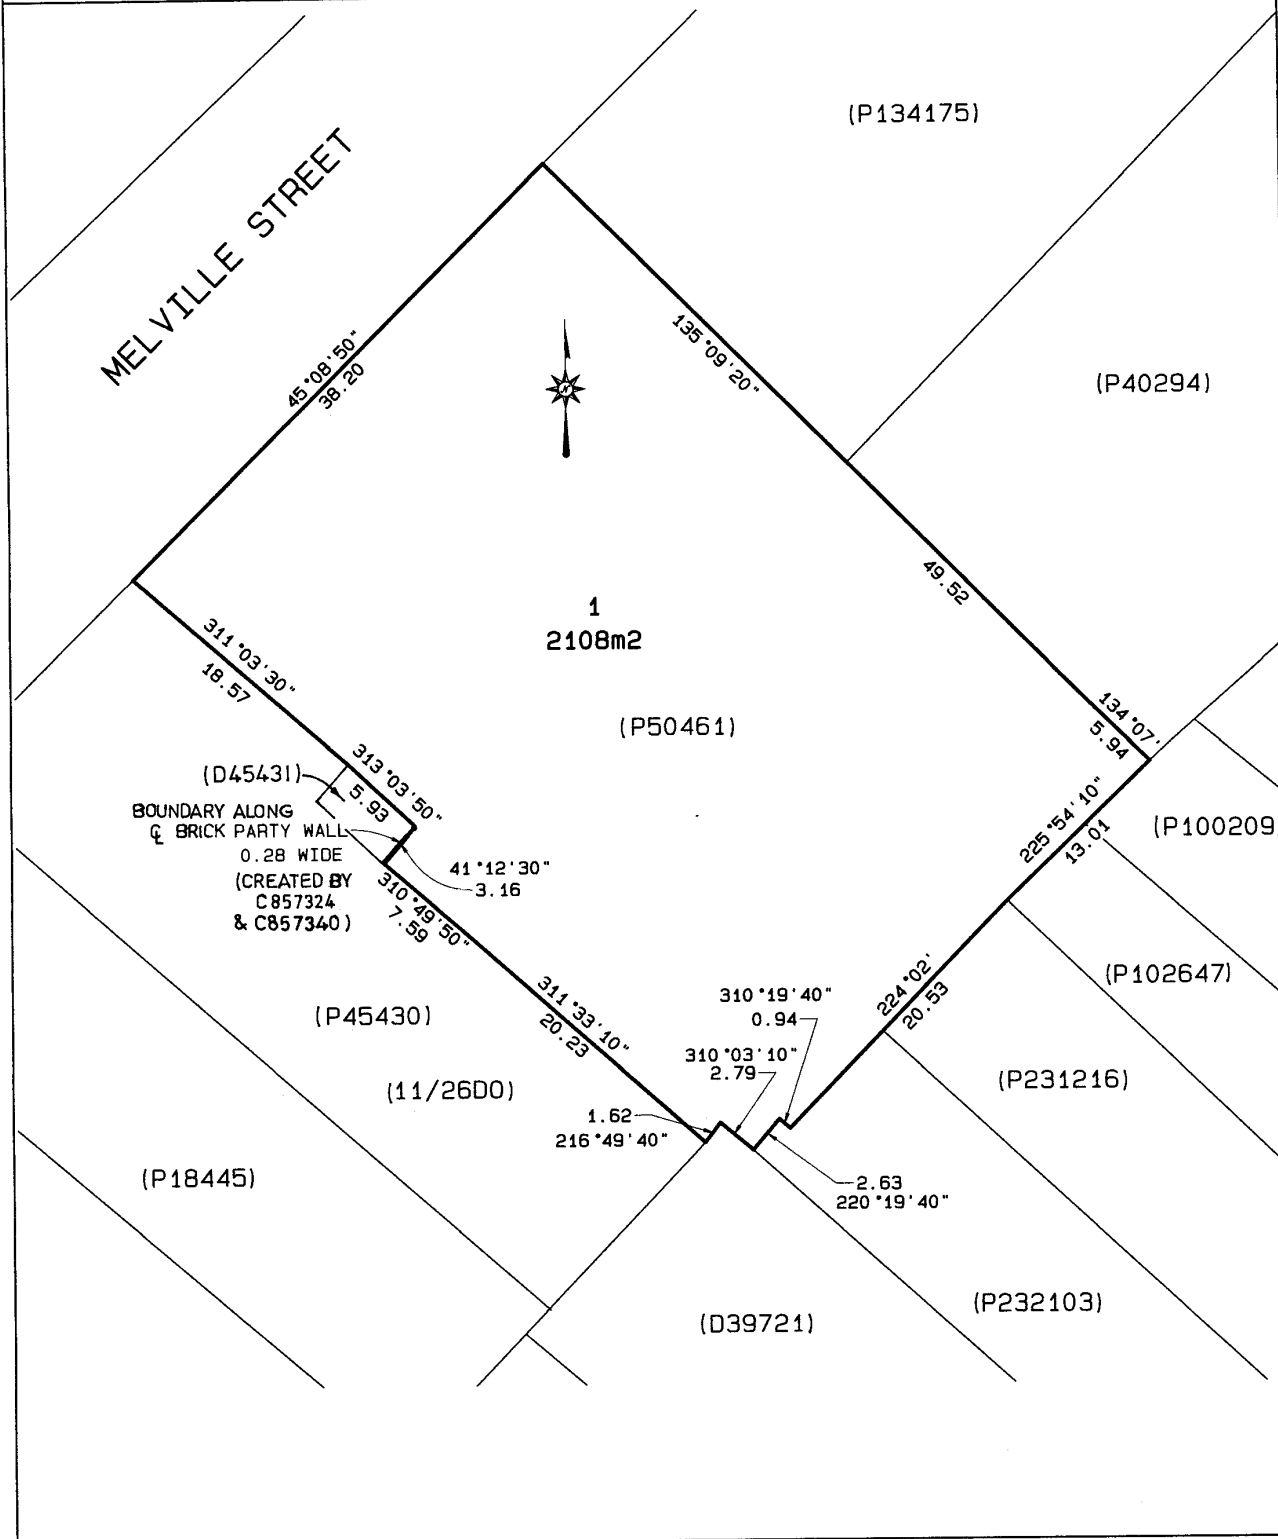 (P134175)
MELVILLE STREET
45°08'50"
38.20
135°09'20"
(P40294)
N
49.52
1
2108m2
311°03'30"
18.57
(P50461)
134°07'
5.94
313°03'50"
5.93
(D45431)
BOUNDARY ALONG
℄ BRICK PARTY WALL
0.28 WIDE
(CREATED BY
C857324
& C857340)
41°12'30"
3.16
225°54'10"
13.01
(P100209
310°49'50"
7.59
(P102647)
224°02'
20.53
310°19'40"
0.94
311°33'10"
20.23
(P45430)
310°03'10"
2.79
(P231216)
(11/26DO)
1.62
216°49'40"
(P18445)
2.63
220°19'40"
(P232103)
(D39721)